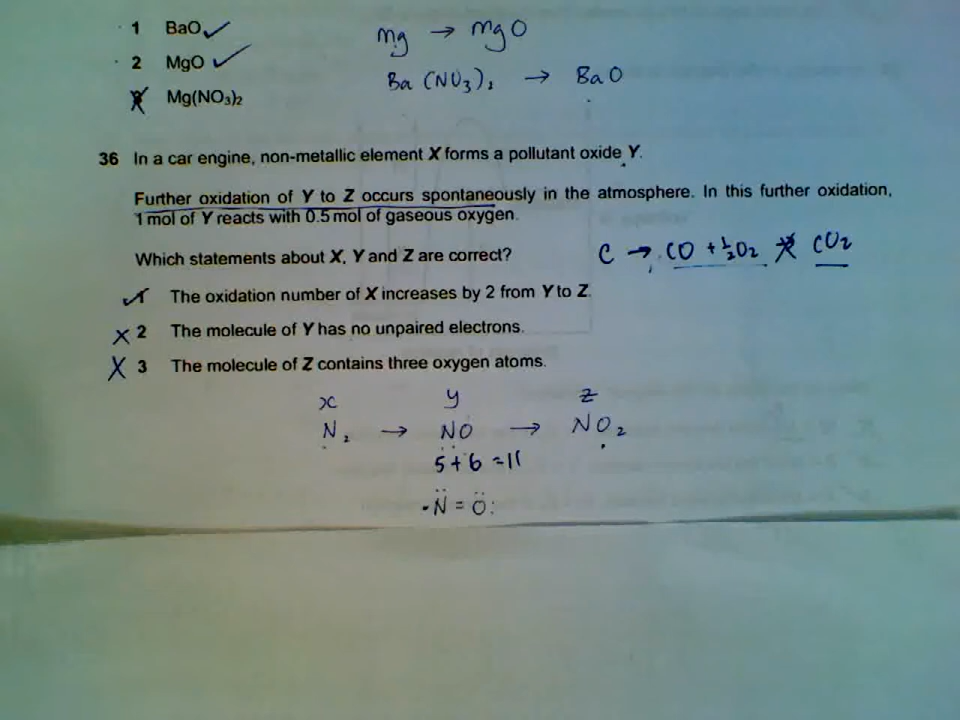 1 BaO✓ Mg → MgO
2 MgO ✓
3 Mg(NO₃)₂ Ba(NO₃)₂ → BaO
36 In a car engine, non-metallic element X forms a pollutant oxide Y.
Further oxidation of Y to Z occurs spontaneously in the atmosphere. In this further oxidation,
1 mol of Y reacts with 0.5 mol of gaseous oxygen.
Which statements about X, Y and Z are correct? C → CO + ½O₂ → CO₂
1 The oxidation number of X increases by 2 from Y to Z.
X 2 The molecule of Y has no unpaired electrons.
X 3 The molecule of Z contains three oxygen atoms.
x y z
N₂ → NO → NO₂
5+6 = 11
·N̈ = Ö: